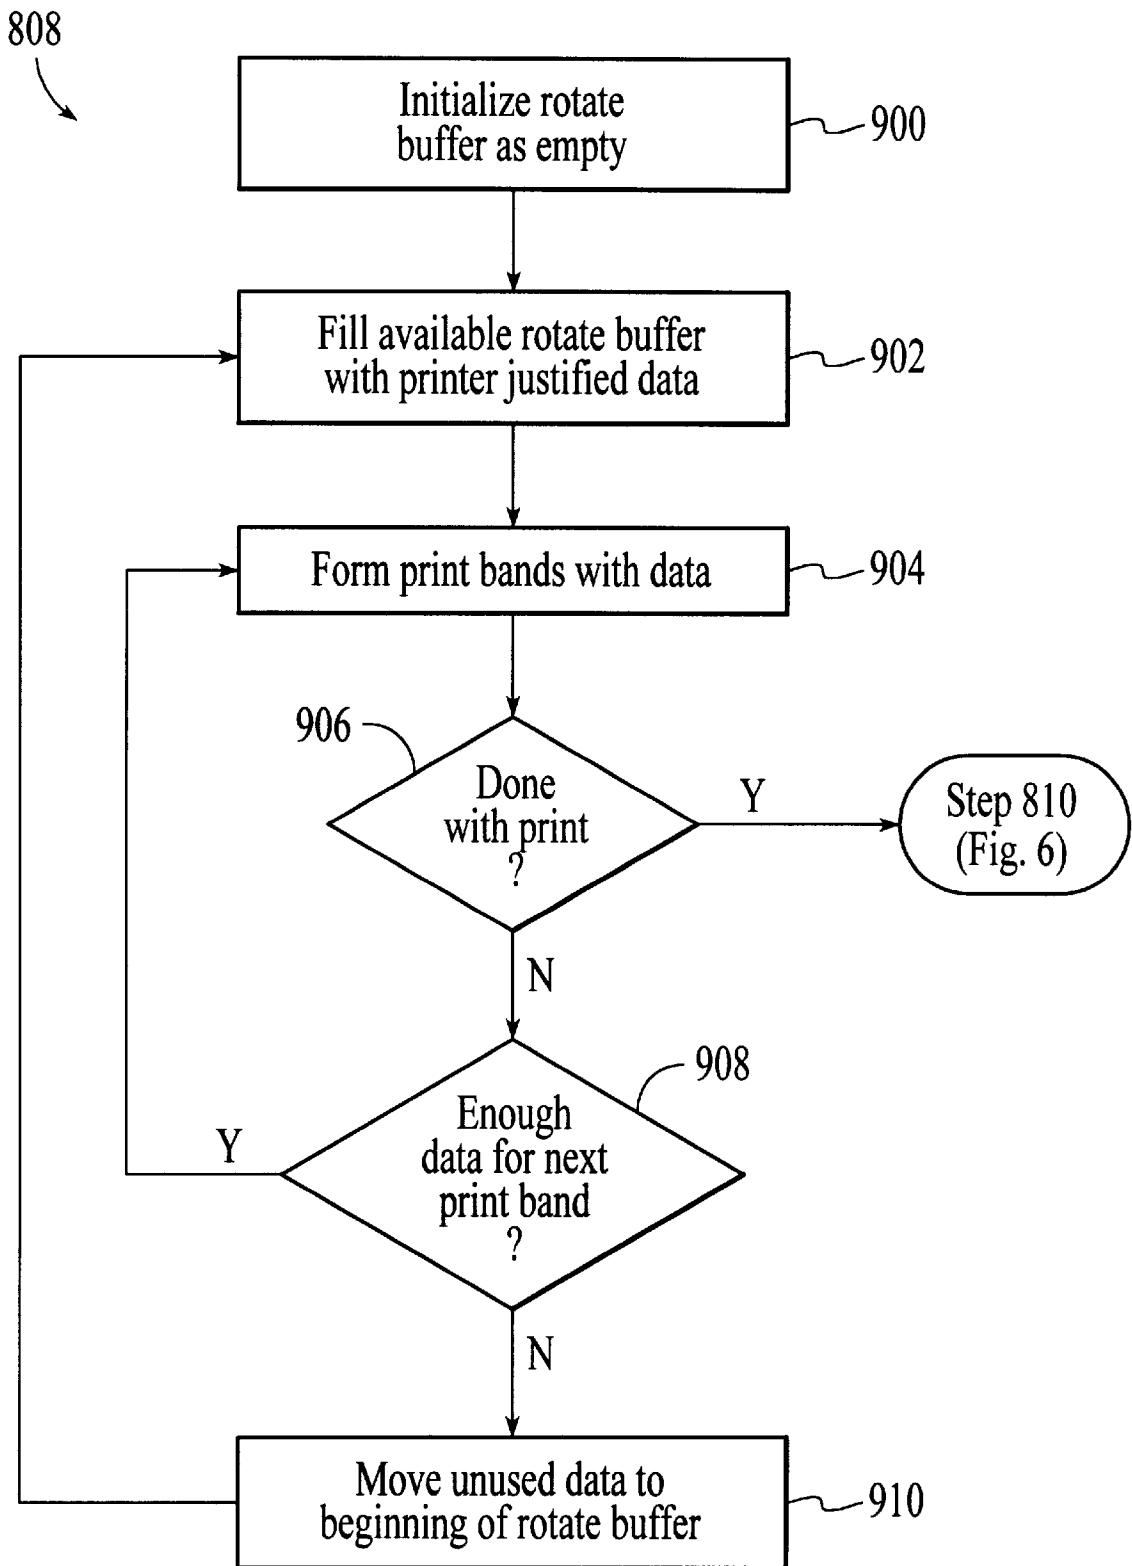 808
Initialize rotate
buffer as empty
900
Fill available rotate buffer
with printer justified data
902
Form print bands with data
904
906
Done
with print
?
Y
Step 810
(Fig. 6)
N
908
Enough
data for next
print band
?
Y
N
Move unused data to
beginning of rotate buffer
910